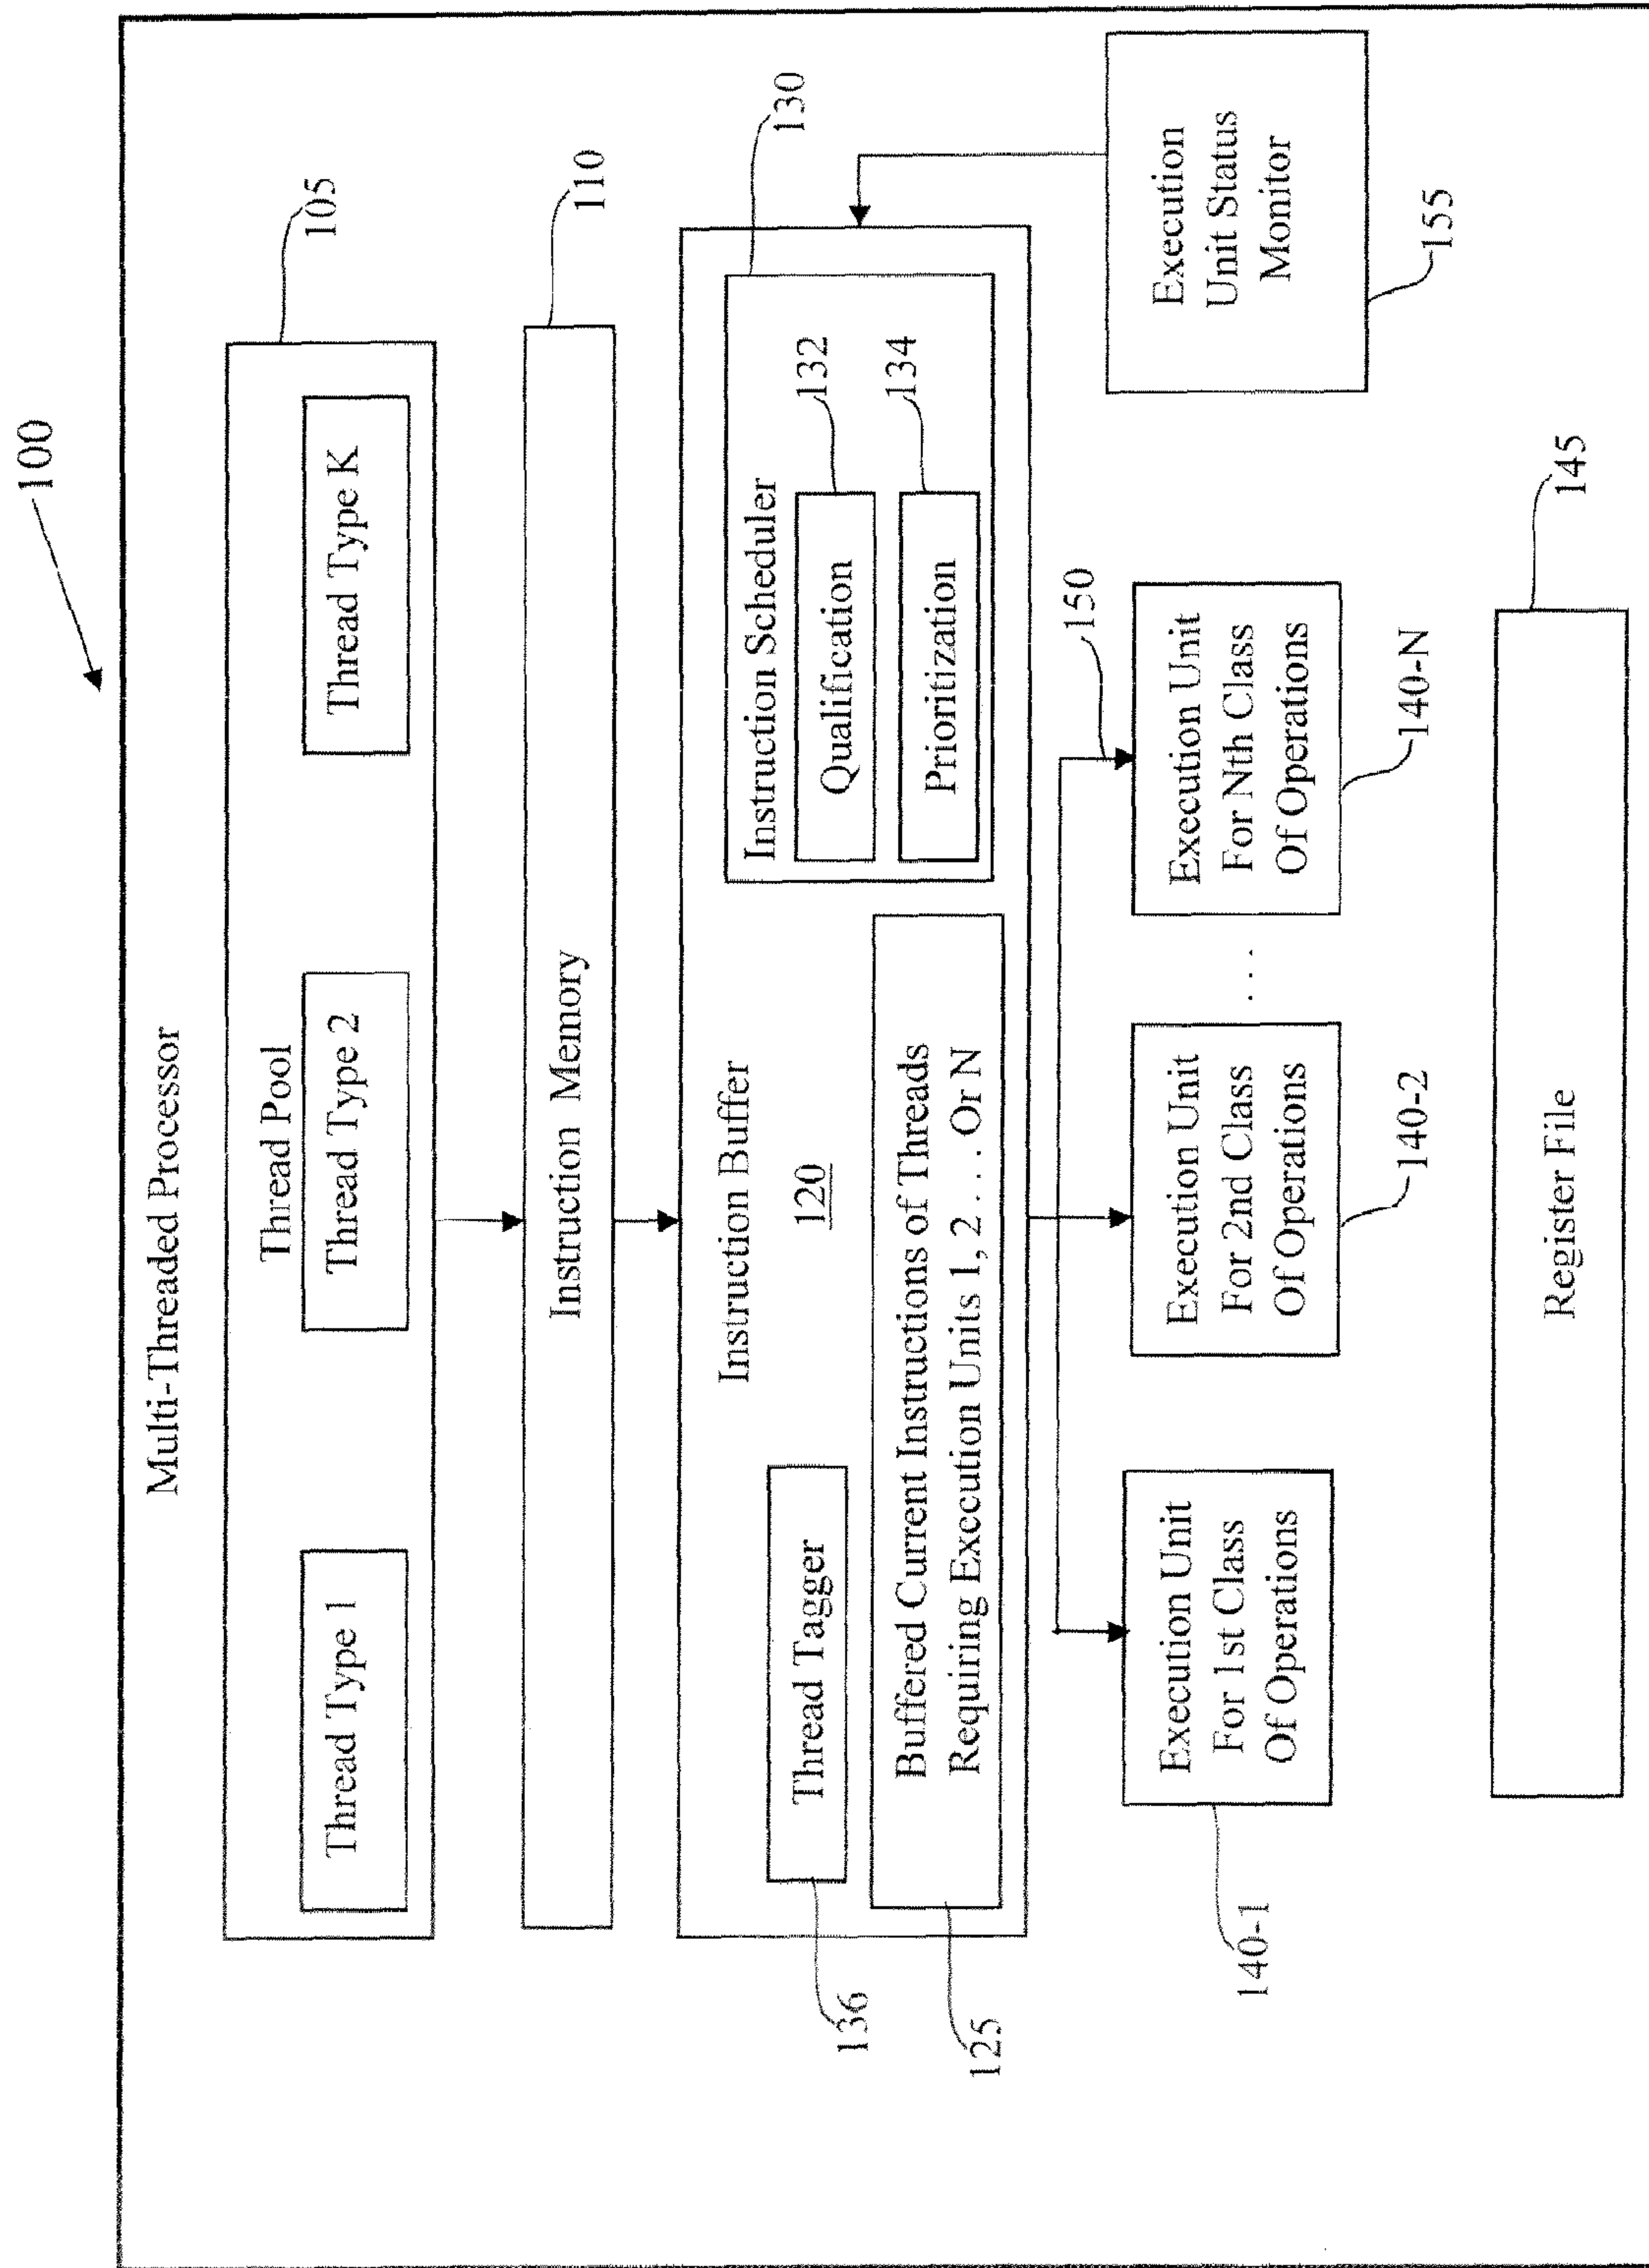 100
Multi-Threaded Processor
105
Thread Pool
Thread Type 1
Thread Type 2
Thread Type K
110
Instruction Memory
130
Instruction Buffer
120
Instruction Scheduler
132
Qualification
134
Prioritization
136
Thread Tagger
125
Buffered Current Instructions of Threads
Requiring Execution Units 1, 2 . . . Or N
150
140-1
Execution Unit
For 1st Class
Of Operations
140-2
Execution Unit
For 2nd Class
Of Operations
. . .
140-N
Execution Unit
For Nth Class
Of Operations
Execution
Unit Status
Monitor
155
145
Register File